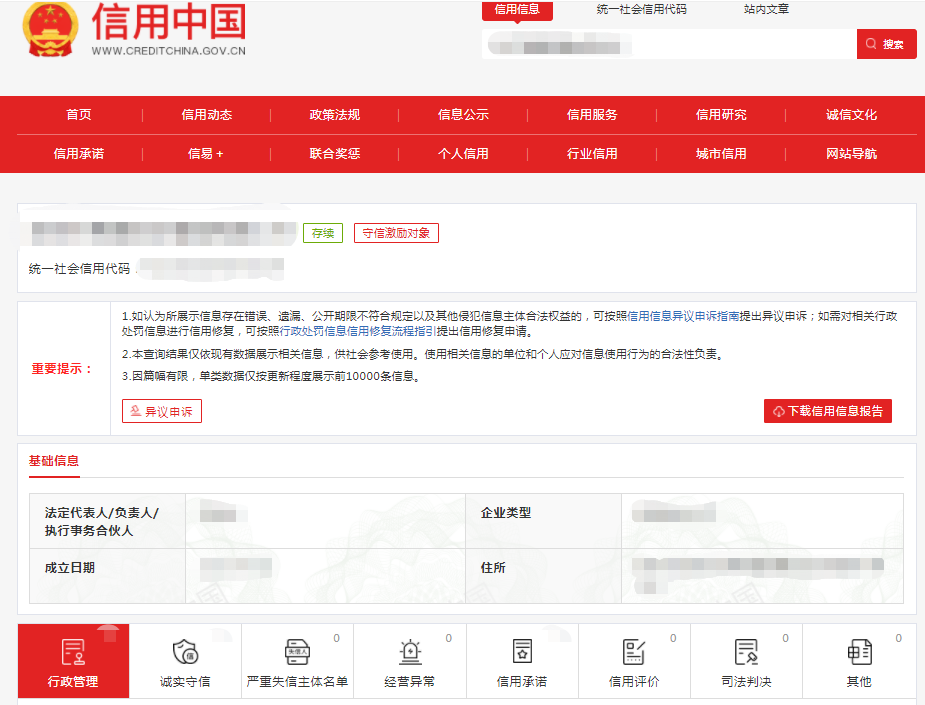 信用中国
WWW.CREDITCHINA.GOV.CN
信用信息 统一社会信用代码 站内文章
搜索
首页 信用动态 政策法规 信息公示 信用服务 信用研究 诚信文化
信用承诺 信易+ 联合奖惩 个人信用 行业信用 城市信用 网站导航
存续 守信激励对象
统一社会信用代码：
重要提示：
1.如认为所展示信息存在错误、遗漏、公开期限不符合规定以及其他侵犯信息主体合法权益的，可按照信用信息异议申诉指南提出异议申诉；如需对相关行政
处罚信息进行信用修复，可按照行政处罚信息信用修复流程指引提出信用修复申请。
2.本查询结果仅依现有数据展示相关信息，供社会参考使用。使用相关信息的单位和个人应对信息使用行为的合法性负责。
3.因篇幅有限，单类数据仅按更新程度展示前10000条信息。
异议申诉 下载信用信息报告
基础信息
法定代表人/负责人/
执行事务合伙人
企业类型
成立日期 住所
0 0 0 0 0
行政管理 诚实守信 严重失信主体名单 经营异常 信用承诺 信用评价 司法判决 其他